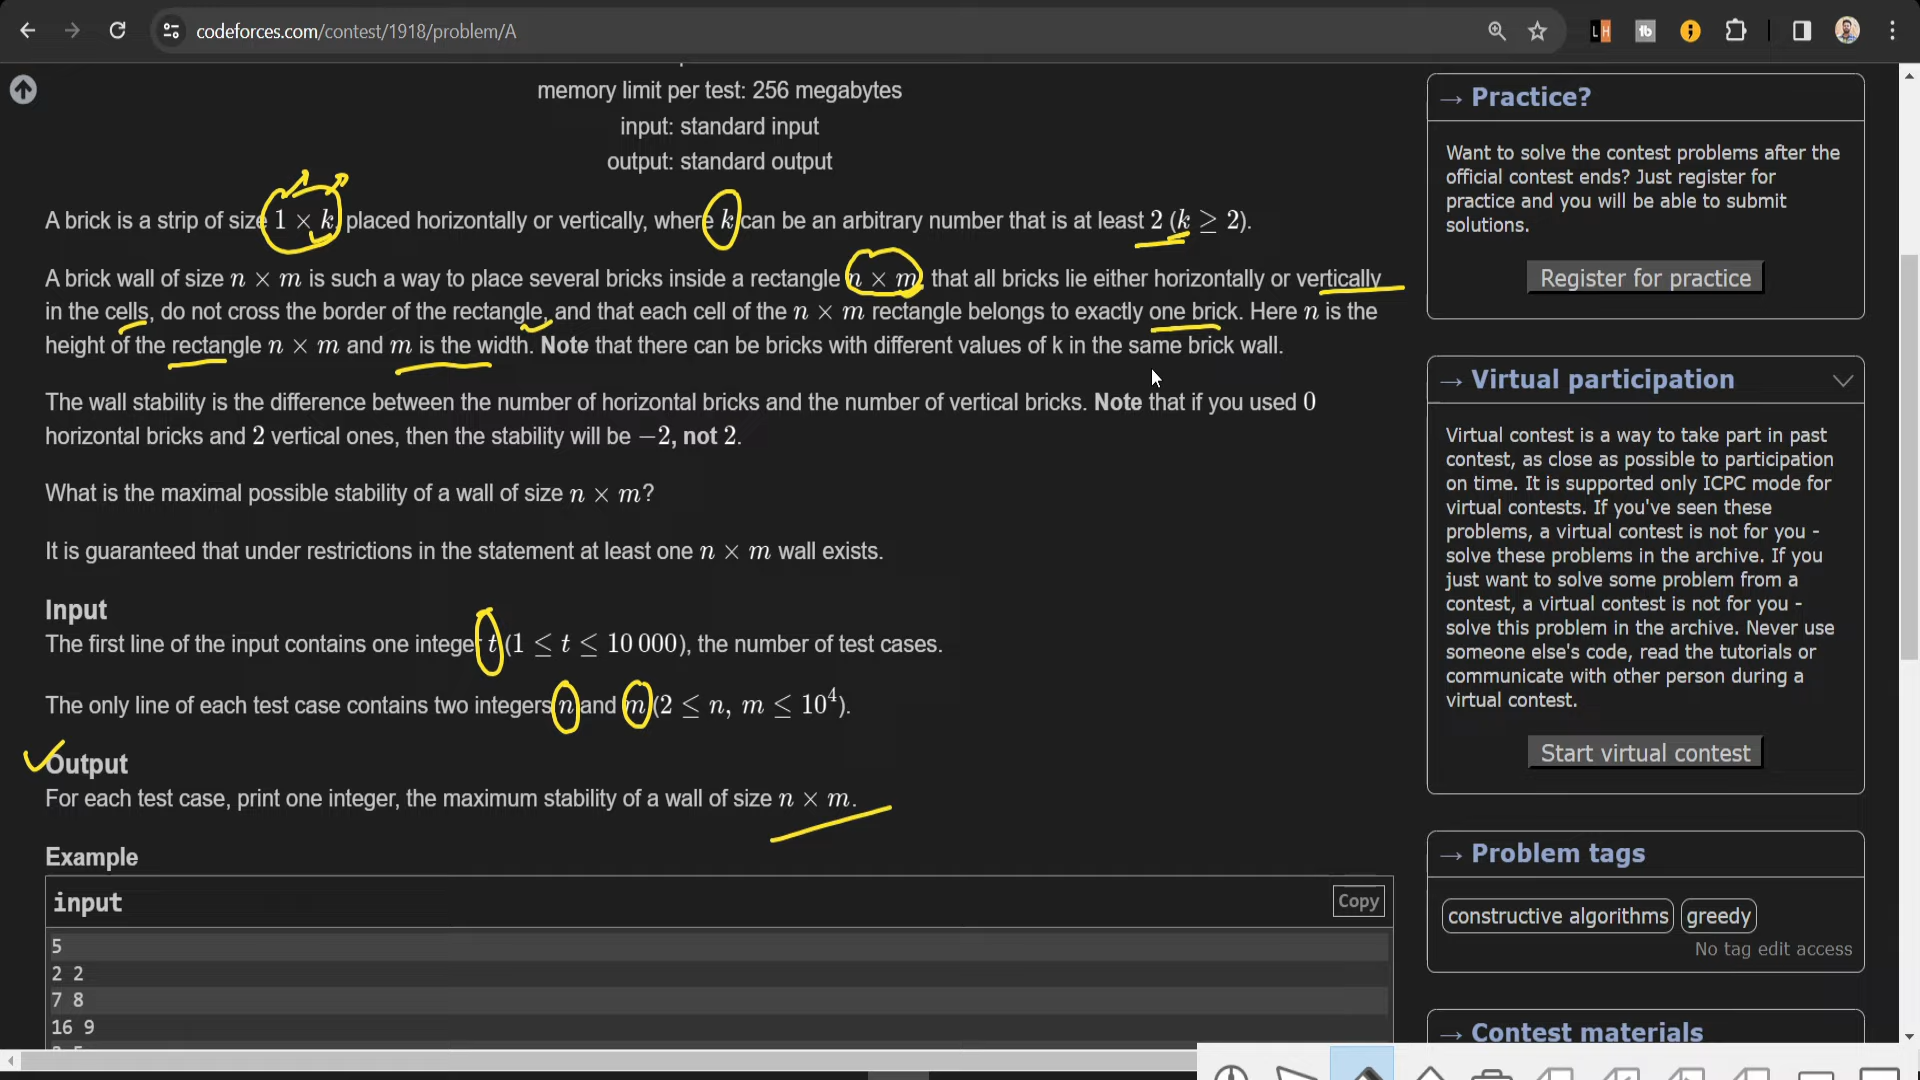 codeforces.com/contest/1918/problem/A
memory limit per test: 256 megabytes
input: standard input
output: standard output
A brick is a strip of size 1 × k, placed horizontally or vertically, where k can be an arbitrary number that is at least 2 (k ≥ 2).
A brick wall of size n × m is such a way to place several bricks inside a rectangle n × m, that all bricks lie either horizontally or vertically
in the cells, do not cross the border of the rectangle, and that each cell of the n × m rectangle belongs to exactly one brick. Here n is the
height of the rectangle n × m and m is the width. Note that there can be bricks with different values of k in the same brick wall.
The wall stability is the difference between the number of horizontal bricks and the number of vertical bricks. Note that if you used 0
horizontal bricks and 2 vertical ones, then the stability will be −2, not 2.
What is the maximal possible stability of a wall of size n × m?
It is guaranteed that under restrictions in the statement at least one n × m wall exists.
Input
The first line of the input contains one integer t (1 ≤ t ≤ 10 000), the number of test cases.
The only line of each test case contains two integers n and m (2 ≤ n, m ≤ 10⁴).
Output
For each test case, print one integer, the maximum stability of a wall of size n × m.
Example
input
Copy
5
2 2
7 8
16 9
→ Practice?
Want to solve the contest problems after the
official contest ends? Just register for
practice and you will be able to submit
solutions.
Register for practice
→ Virtual participation
Virtual contest is a way to take part in past
contest, as close as possible to participation
on time. It is supported only ICPC mode for
virtual contests. If you've seen these
problems, a virtual contest is not for you -
solve these problems in the archive. If you
just want to solve some problem from a
contest, a virtual contest is not for you -
solve this problem in the archive. Never use
someone else's code, read the tutorials or
communicate with other person during a
virtual contest.
Start virtual contest
→ Problem tags
constructive algorithms greedy
No tag edit access
→ Contest materials